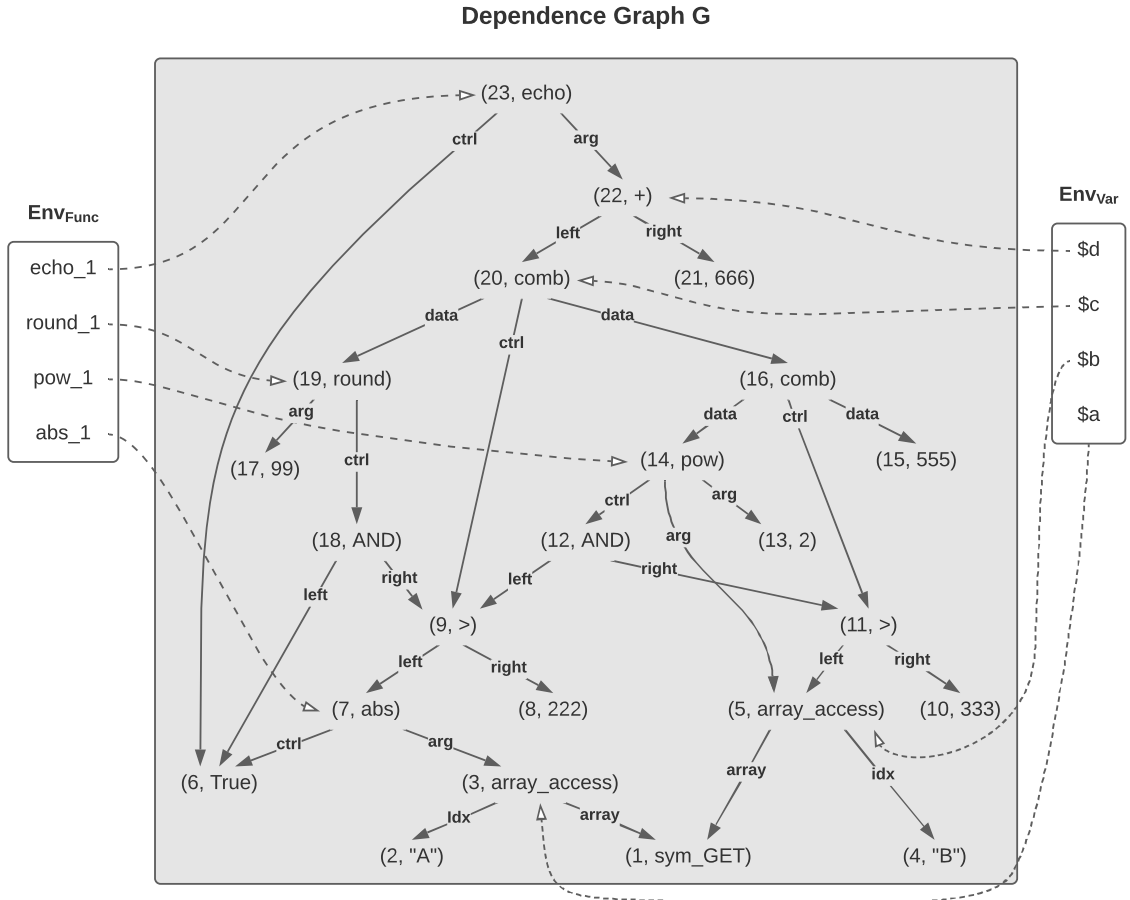 Dependence Graph G
(23, echo)
ctrl
arg
(22, +)
Env_Var
Env_Func
left
right
$d
echo_1
(20, comb)
(21, 666)
$c
data
data
round_1
ctrl
$b
pow_1
(19, round)
(16, comb)
arg
data
ctrl
data
$a
abs_1
ctrl
(17, 99)
(14, pow)
(15, 555)
ctrl
arg
arg
(18, AND)
(12, AND)
(13, 2)
right
left
right
left
(9, >)
(11, >)
left
right
left
right
(7, abs)
(8, 222)
(5, array_access)
(10, 333)
ctrl
arg
array
idx
(6, True)
(3, array_access)
Idx
array
(2, "A")
(1, sym_GET)
(4, "B")